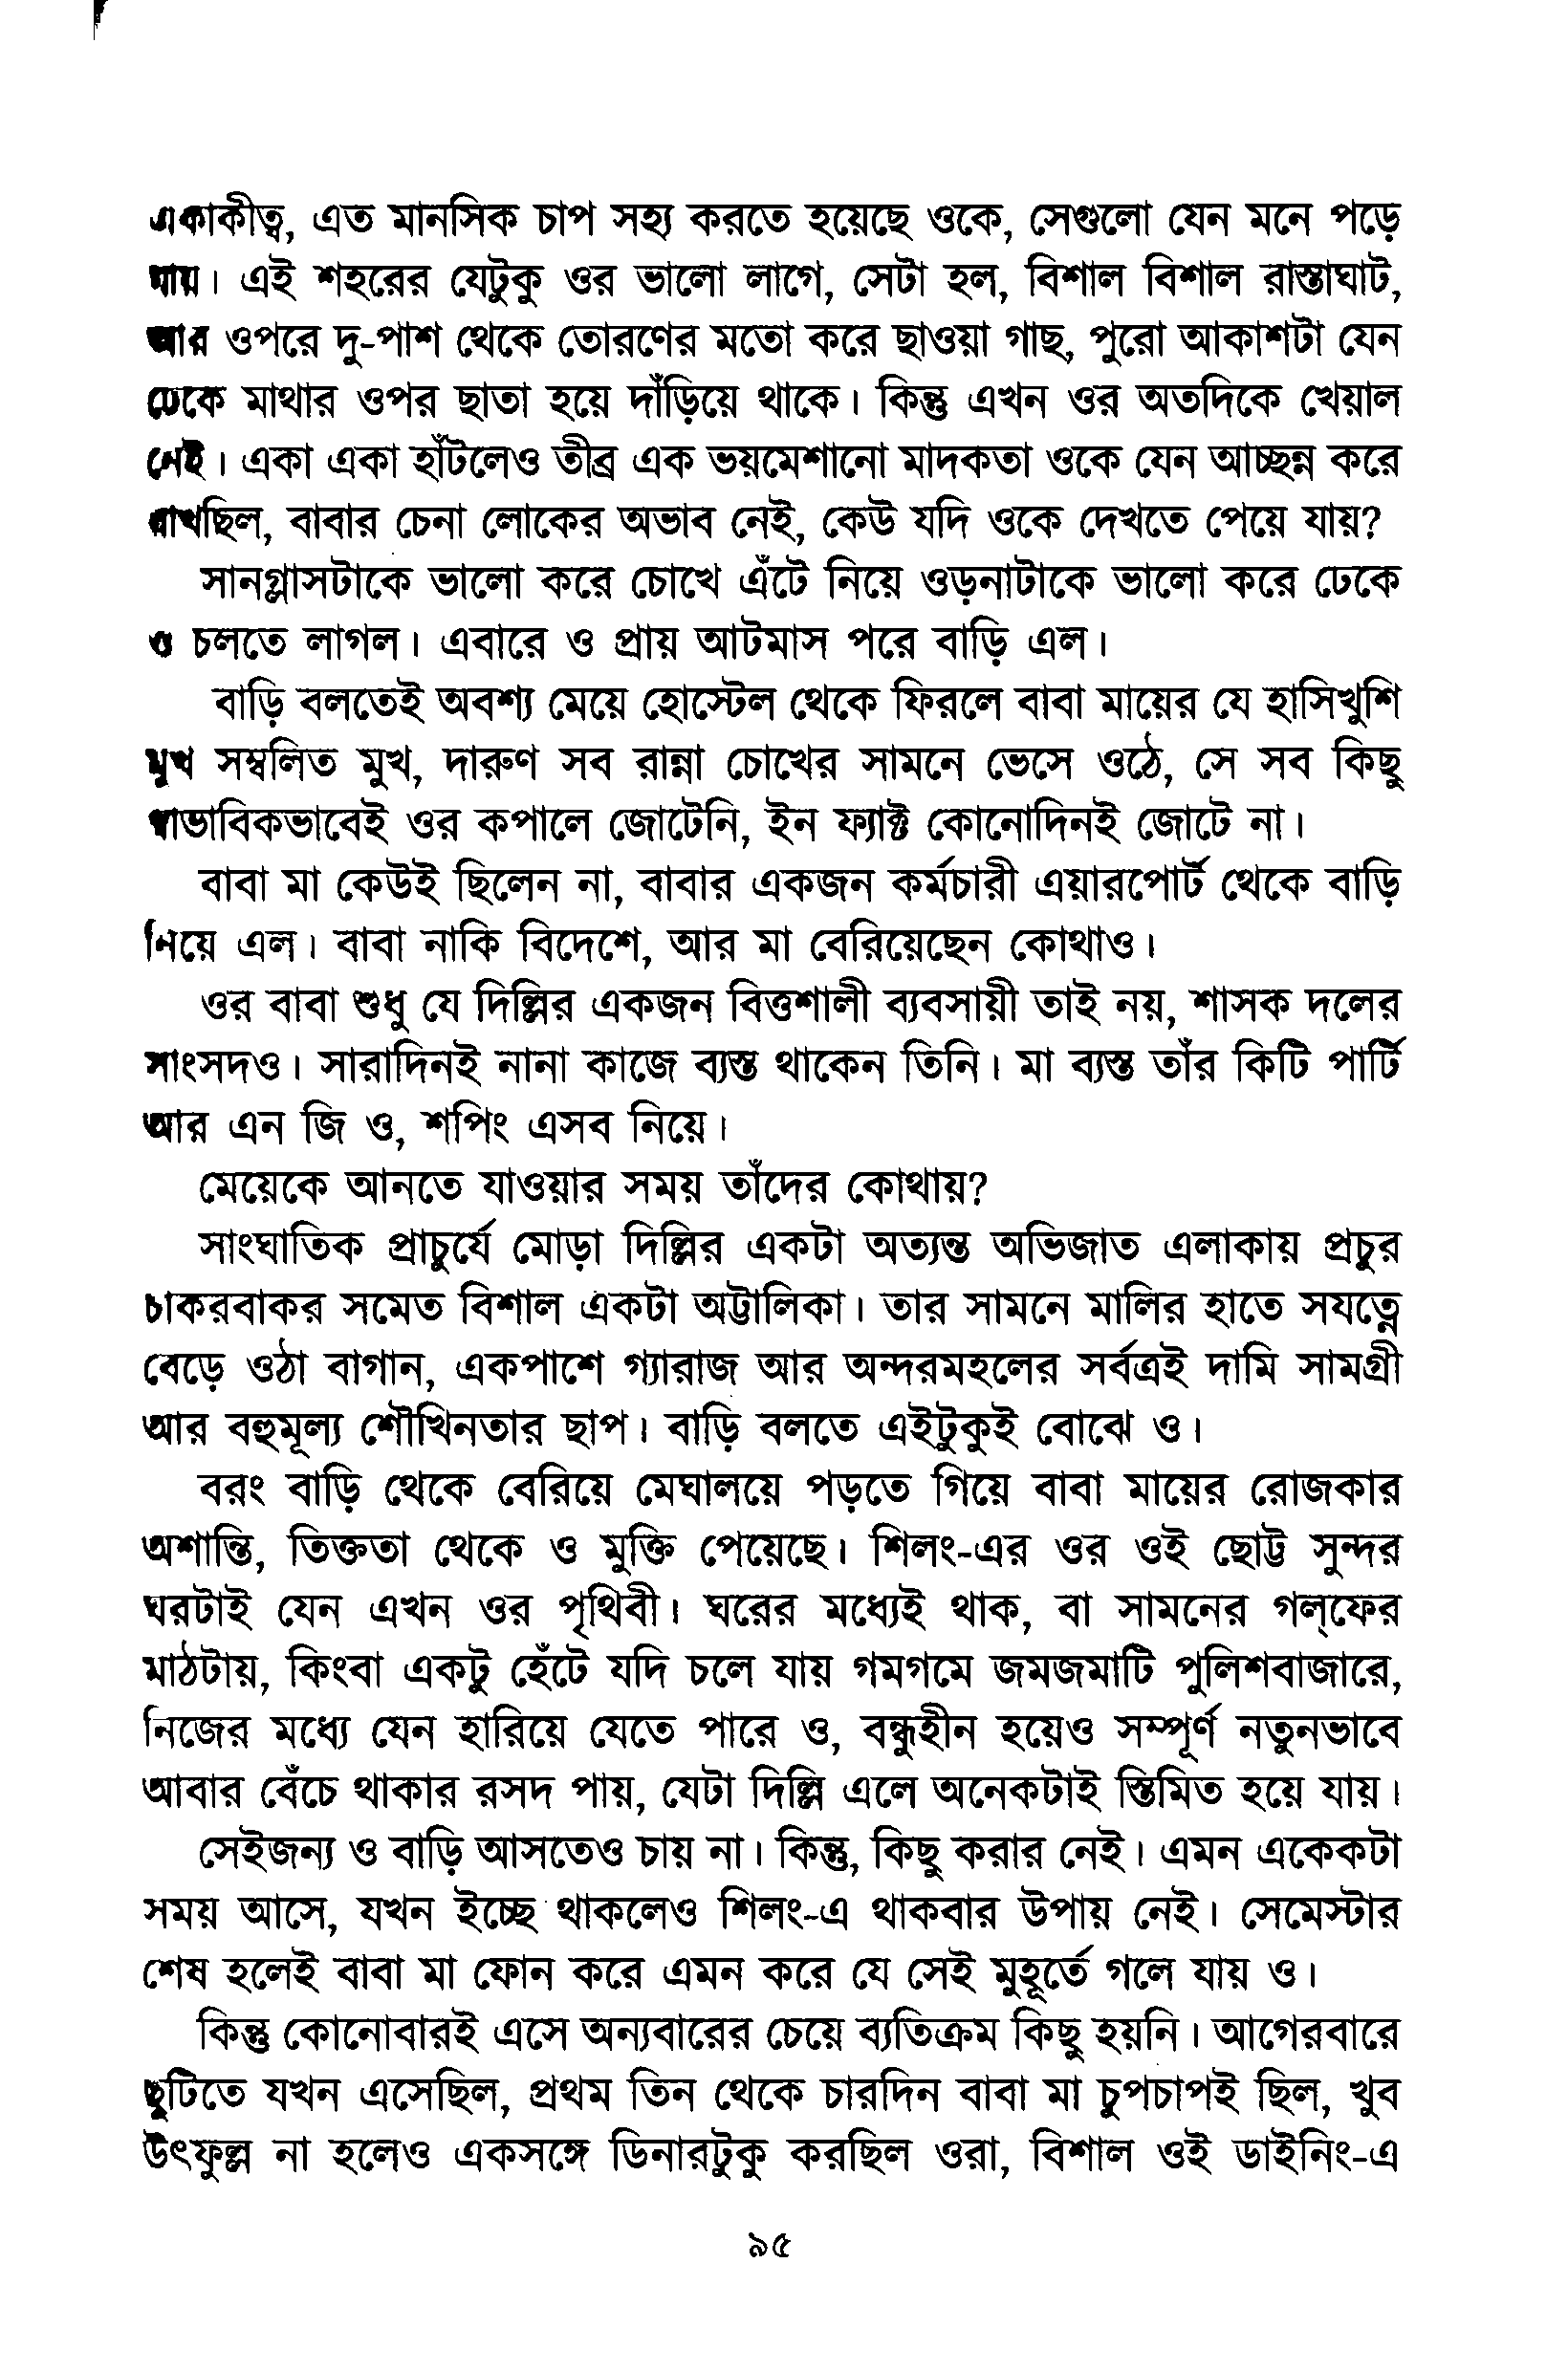 একাকীত্ব, এত মানসিক চাপ সহ্য করতে হয়েছে ওকে, সেগুলো যেন মনে পড়ে
যায়। এই শহরের যেটুকু ওর ভালো লাগে, সেটা হল, বিশাল বিশাল রাস্তাঘাট,
আর ওপরে দু-পাশ থেকে তোরণের মতো করে ছাওয়া গাছ, পুরো আকাশটা যেন
ঢেকে মাথার ওপর ছাতা হয়ে দাঁড়িয়ে থাকে। কিন্তু এখন ওর অতদিকে খেয়াল
নেই। একা একা হাঁটলেও তীব্র এক ভয়মেশানো মাদকতা ওকে যেন আচ্ছন্ন করে
রাখছিল, বাবার চেনা লোকের অভাব নেই, কেউ যদি ওকে দেখতে পেয়ে যায়?
সানগ্লাসটাকে ভালো করে চোখে এঁটে নিয়ে ওড়নাটাকে ভালো করে ঢেকে
ও চলতে লাগল। এবারে ও প্রায় আটমাস পরে বাড়ি এল।
বাড়ি বলতেই অবশ্য মেয়ে হোস্টেল থেকে ফিরলে বাবা মায়ের যে হাসিখুশি
মুখ সম্বলিত মুখ, দারুণ সব রান্না চোখের সামনে ভেসে ওঠে, সে সব কিছু
স্বাভাবিকভাবেই ওর কপালে জোটেনি, ইন ফ্যাক্ট কোনোদিনই জোটে না।
বাবা মা কেউই ছিলেন না, বাবার একজন কর্মচারী এয়ারপোর্ট থেকে বাড়ি
নিয়ে এল। বাবা নাকি বিদেশে, আর মা বেরিয়েছেন কোথাও।
ওর বাবা শুধু যে দিল্লির একজন বিত্তশালী ব্যবসায়ী তাই নয়, শাসক দলের
সাংসদও। সারাদিনই নানা কাজে ব্যস্ত থাকেন তিনি। মা ব্যস্ত তাঁর কিটি পার্টি
আর এন জি ও, শপিং এসব নিয়ে।
মেয়েকে আনতে যাওয়ার সময় তাঁদের কোথায়?
সাংঘাতিক প্রাচুর্যে মোড়া দিল্লির একটা অত্যন্ত অভিজাত এলাকায় প্রচুর
চাকরবাকর সমেত বিশাল একটা অট্টালিকা। তার সামনে মালির হাতে সযত্নে
বেড়ে ওঠা বাগান, একপাশে গ্যারাজ আর অন্দরমহলের সর্বত্রই দামি সামগ্রী
আর বহুমূল্য শৌখিনতার ছাপ। বাড়ি বলতে এইটুকুই বোঝে ও।
বরং বাড়ি থেকে বেরিয়ে মেঘালয়ে পড়তে গিয়ে বাবা মায়ের রোজকার
অশান্তি, তিক্ততা থেকে ও মুক্তি পেয়েছে। শিলং-এর ওর ওই ছোট্ট সুন্দর
ঘরটাই যেন এখন ওর পৃথিবী। ঘরের মধ্যেই থাক, বা সামনের গল্‌ফের
মাঠটায়, কিংবা একটু হেঁটে যদি চলে যায় গমগমে জমজমাটি পুলিশবাজারে,
নিজের মধ্যে যেন হারিয়ে যেতে পারে ও, বন্ধুহীন হয়েও সম্পূর্ণ নতুনভাবে
আবার বেঁচে থাকার রসদ পায়, যেটা দিল্লি এলে অনেকটাই স্তিমিত হয়ে যায়।
সেইজন্য ও বাড়ি আসতেও চায় না। কিন্তু, কিছু করার নেই। এমন একেকটা
সময় আসে, যখন ইচ্ছে থাকলেও শিলং-এ থাকবার উপায় নেই। সেমেস্টার
শেষ হলেই বাবা মা ফোন করে এমন করে যে সেই মুহূর্তে গলে যায় ও।
কিন্তু কোনোবারই এসে অন্যবারের চেয়ে ব্যতিক্রম কিছু হয়নি। আগেরবারে
ছুটিতে যখন এসেছিল, প্রথম তিন থেকে চারদিন বাবা মা চুপচাপই ছিল, খুব
উৎফুল্ল না হলেও একসঙ্গে ডিনারটুকু করছিল ওরা, বিশাল ওই ডাইনিং-এ
৯৫